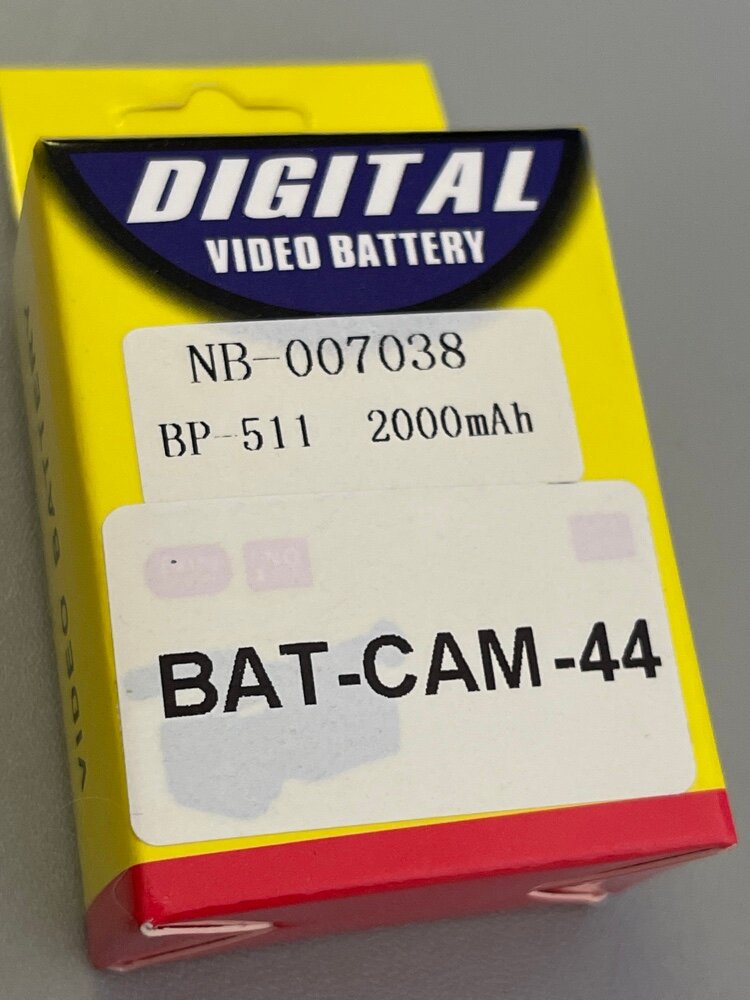 DIGITAL
VIDEO BATTERY
NB-007038
BP-511 2000mAh
BAT-CAM-44
VIDEO BATTERY